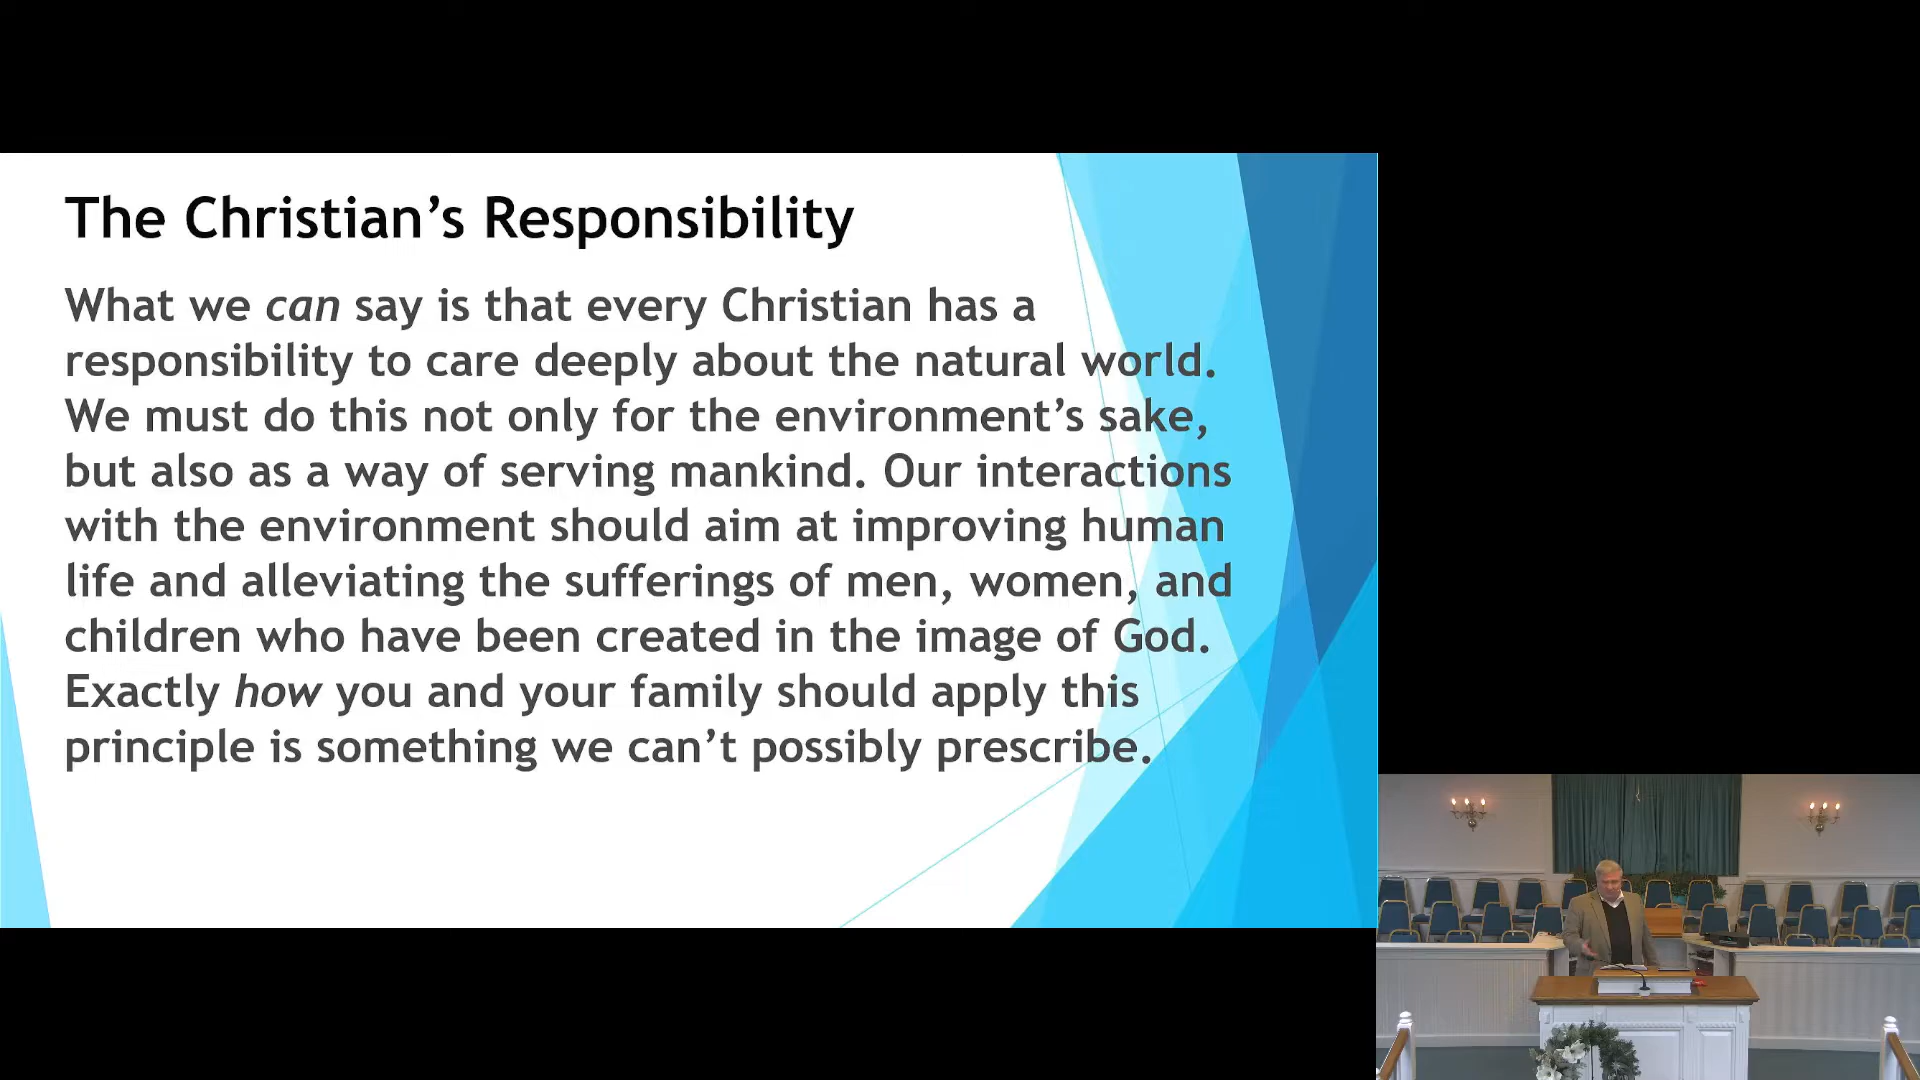 The Christian’s Responsibility
What we can say is that every Christian has a
responsibility to care deeply about the natural world.
We must do this not only for the environment’s sake,
but also as a way of serving mankind. Our interactions
with the environment should aim at improving human
life and alleviating the sufferings of men, women, and
children who have been created in the image of God.
Exactly how you and your family should apply this
principle is something we can’t possibly prescribe.